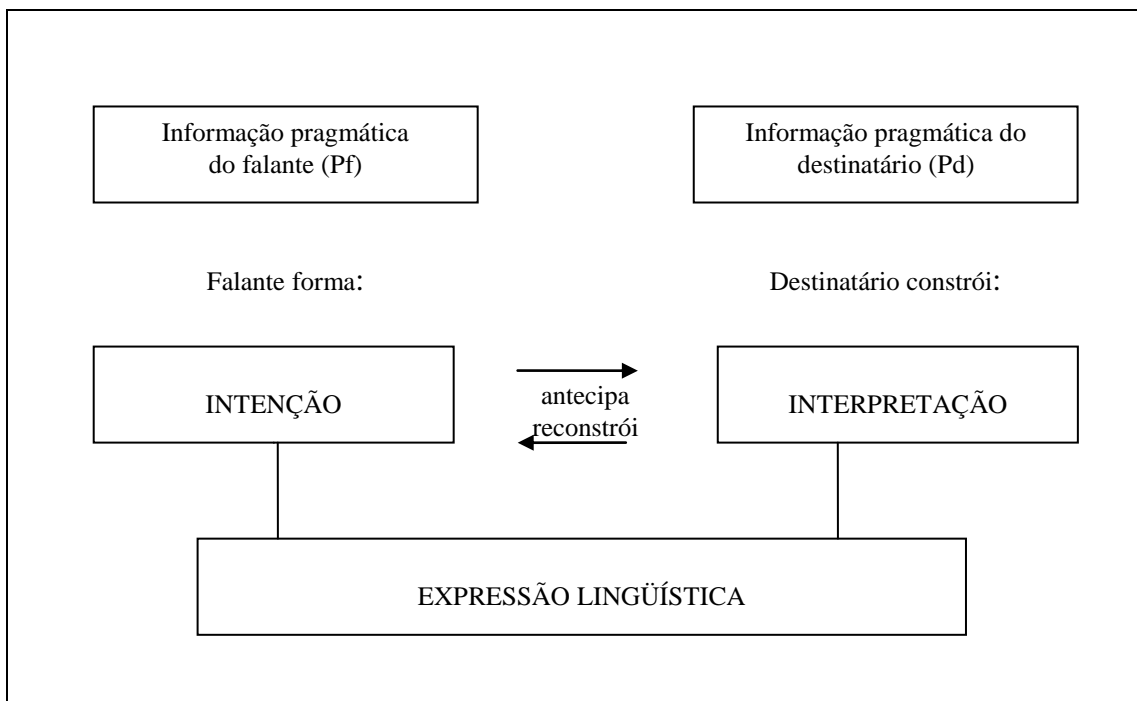 Informação pragmática
do falante (Pf)
Informação pragmática do
destinatário (Pd)
Falante forma:
Destinatário constrói:
INTENÇÃO
antecipa
reconstrói
INTERPRETAÇÃO
EXPRESSÃO LINGÜÍSTICA